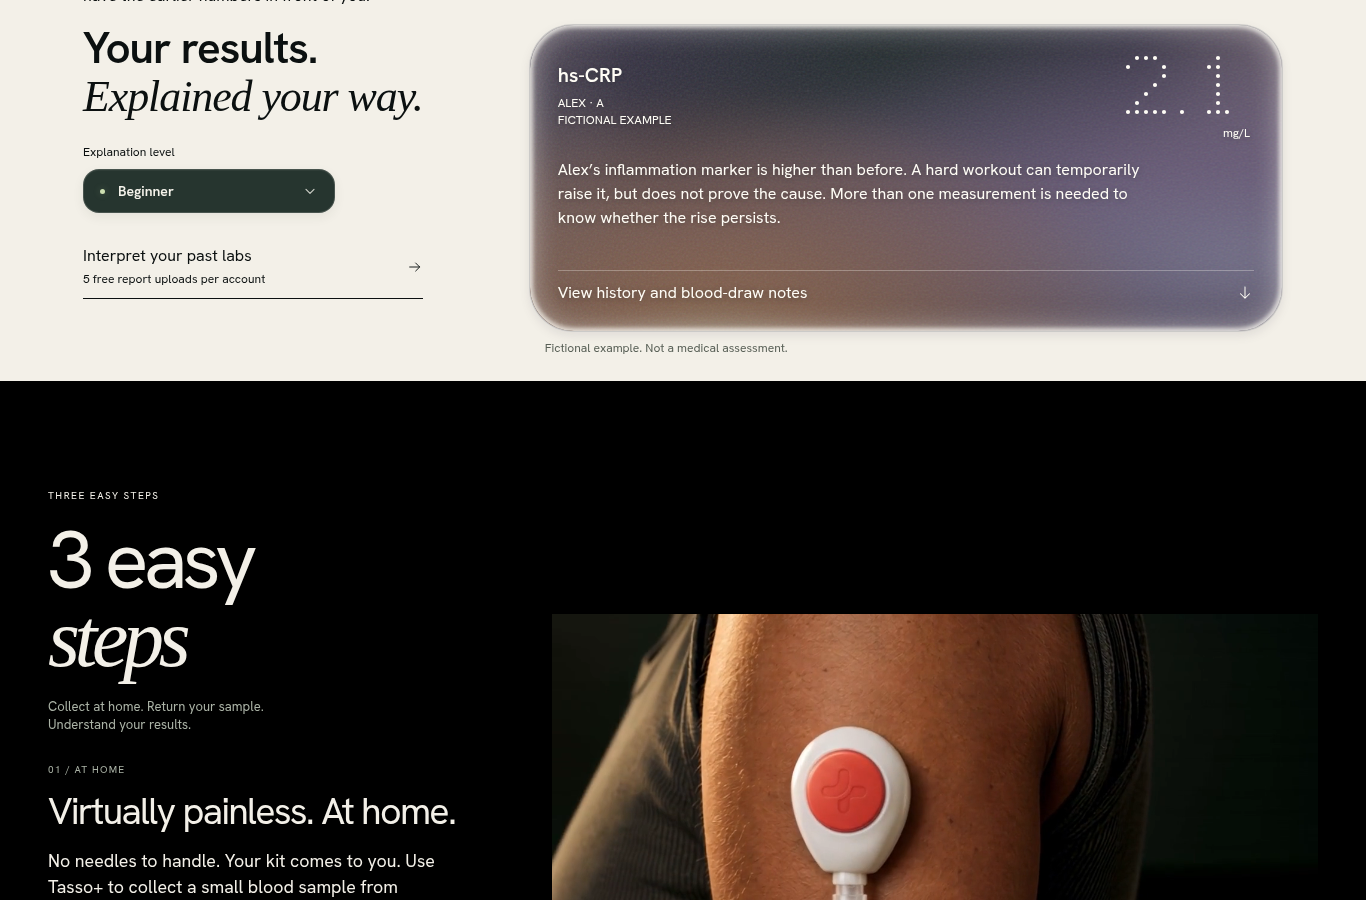 Your results.
Explained your way.
Explanation level
Beginner
Interpret your past labs
5 free report uploads per account
hs-CRP
ALEX · A
FICTIONAL EXAMPLE
2.1
mg/L
Alex’s inflammation marker is higher than before. A hard workout can temporarily
raise it, but does not prove the cause. More than one measurement is needed to
know whether the rise persists.
View history and blood-draw notes
Fictional example. Not a medical assessment.
THREE EASY STEPS
3 easy
steps
Collect at home. Return your sample.
Understand your results.
01 / AT HOME
Virtually painless. At home.
No needles to handle. Your kit comes to you. Use
Tasso+ to collect a small blood sample from